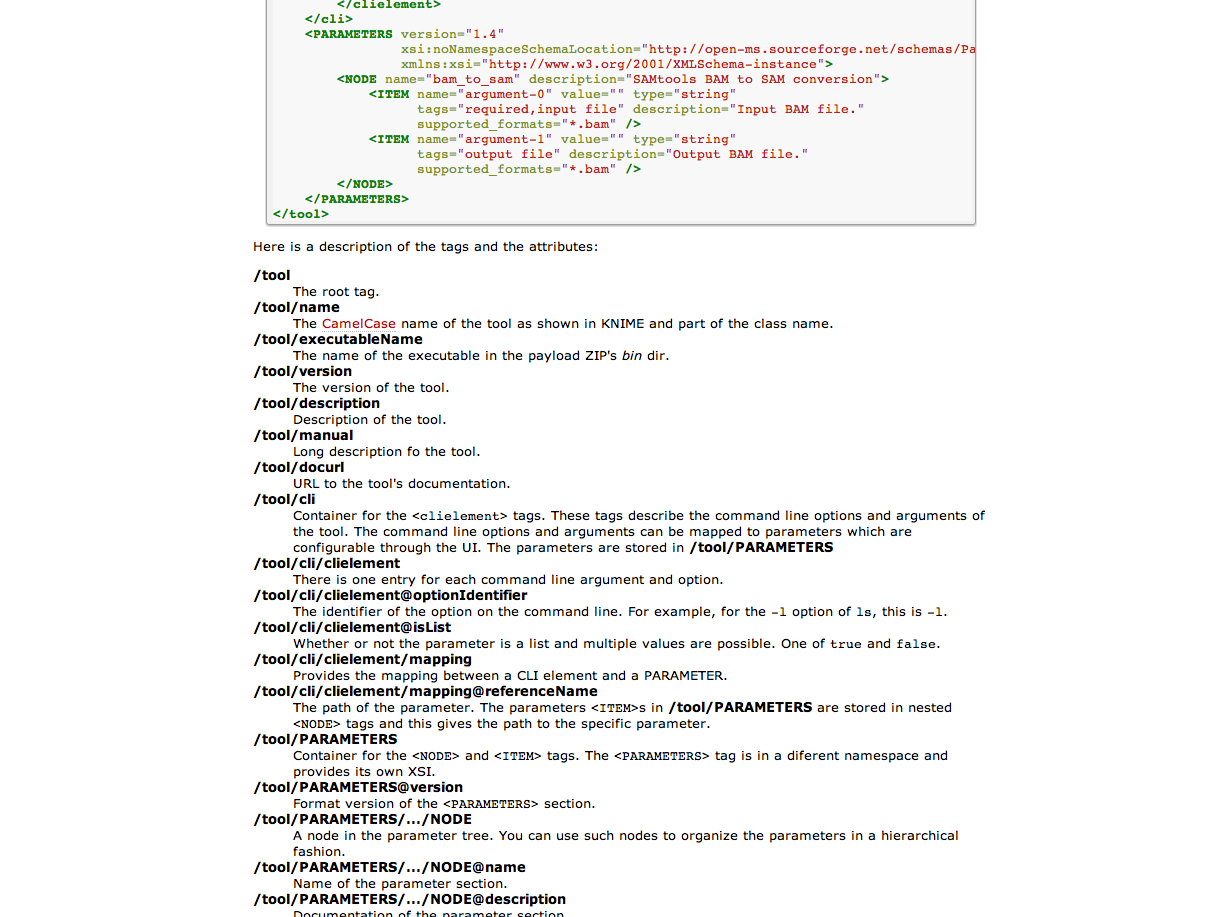 </clielement>
</cli>
<PARAMETERS version="1.4"
xsi:noNamespaceSchemaLocation="http://open-ms.sourceforge.net/schemas/Pa
xmlns:xsi="http://www.w3.org/2001/XMLSchema-instance">
<NODE name="bam_to_sam" description="SAMtools BAM to SAM conversion">
<ITEM name="argument-0" value="" type="string"
tags="required,input file" description="Input BAM file."
supported_formats="*.bam" />
<ITEM name="argument-1" value="" type="string"
tags="output file" description="Output BAM file."
supported_formats="*.bam" />
</NODE>
</PARAMETERS>
</tool>
Here is a description of the tags and the attributes:
/tool
The root tag.
/tool/name
The CamelCase name of the tool as shown in KNIME and part of the class name.
/tool/executableName
The name of the executable in the payload ZIP's bin dir.
/tool/version
The version of the tool.
/tool/description
Description of the tool.
/tool/manual
Long description fo the tool.
/tool/docurl
URL to the tool's documentation.
/tool/cli
Container for the <clielement> tags. These tags describe the command line options and arguments of
the tool. The command line options and arguments can be mapped to parameters which are
configurable through the UI. The parameters are stored in /tool/PARAMETERS
/tool/cli/clielement
There is one entry for each command line argument and option.
/tool/cli/clielement@optionIdentifier
The identifier of the option on the command line. For example, for the -l option of ls, this is -l.
/tool/cli/clielement@isList
Whether or not the parameter is a list and multiple values are possible. One of true and false.
/tool/cli/clielement/mapping
Provides the mapping between a CLI element and a PARAMETER.
/tool/cli/clielement/mapping@referenceName
The path of the parameter. The parameters <ITEM>s in /tool/PARAMETERS are stored in nested
<NODE> tags and this gives the path to the specific parameter.
/tool/PARAMETERS
Container for the <NODE> and <ITEM> tags. The <PARAMETERS> tag is in a diferent namespace and
provides its own XSI.
/tool/PARAMETERS@version
Format version of the <PARAMETERS> section.
/tool/PARAMETERS/.../NODE
A node in the parameter tree. You can use such nodes to organize the parameters in a hierarchical
fashion.
/tool/PARAMETERS/.../NODE@name
Name of the parameter section.
/tool/PARAMETERS/.../NODE@description
Documentation of the parameter section.